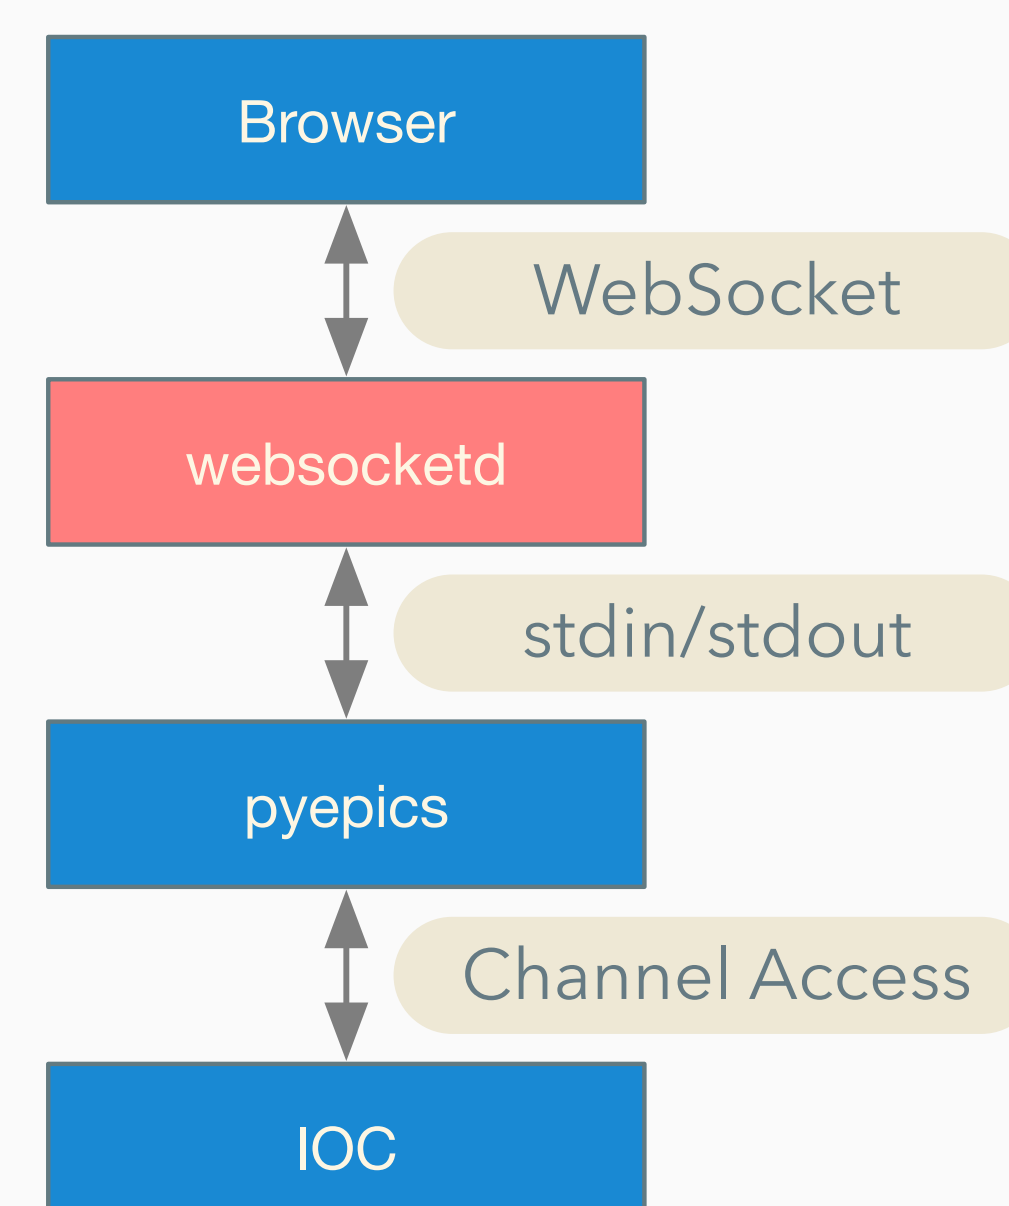 Browser
WebSocket
websocketd
stdin/stdout
pyepics
Channel Access
IOC